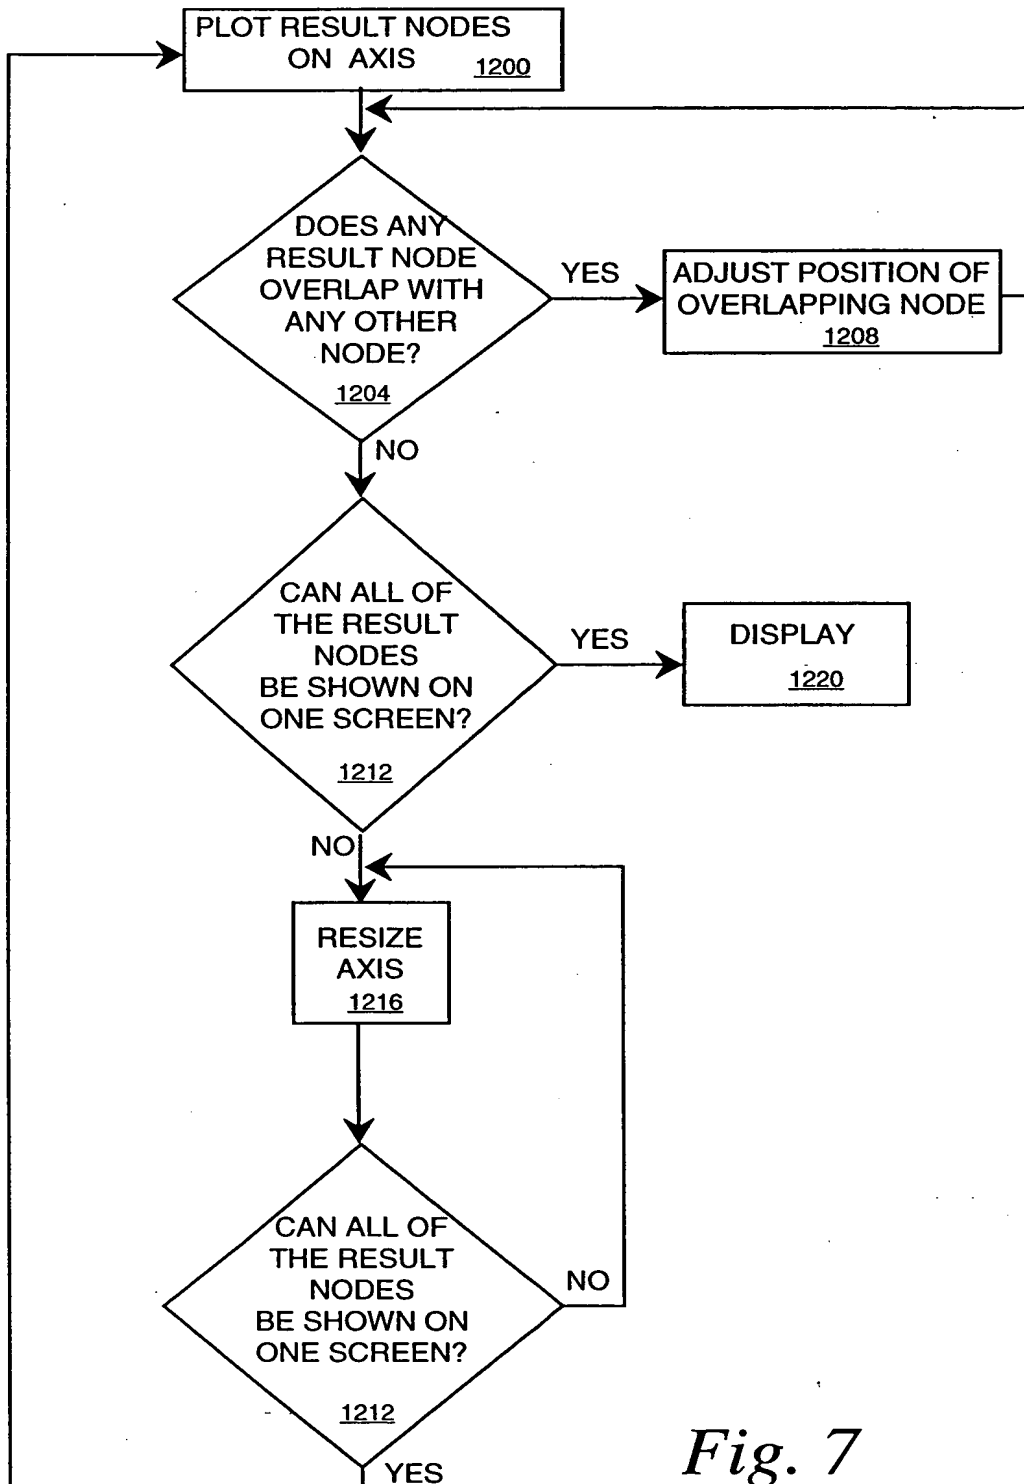 PLOT RESULT NODES
ON AXIS 1200
DOES ANY
RESULT NODE
OVERLAP WITH
ANY OTHER
NODE?
1204
YES
ADJUST POSITION OF
OVERLAPPING NODE
1208
NO
CAN ALL OF
THE RESULT
NODES
BE SHOWN ON
ONE SCREEN?
1212
YES
DISPLAY
1220
NO
RESIZE
AXIS
1216
CAN ALL OF
THE RESULT
NODES
BE SHOWN ON
ONE SCREEN?
1212
NO
YES
Fig. 7